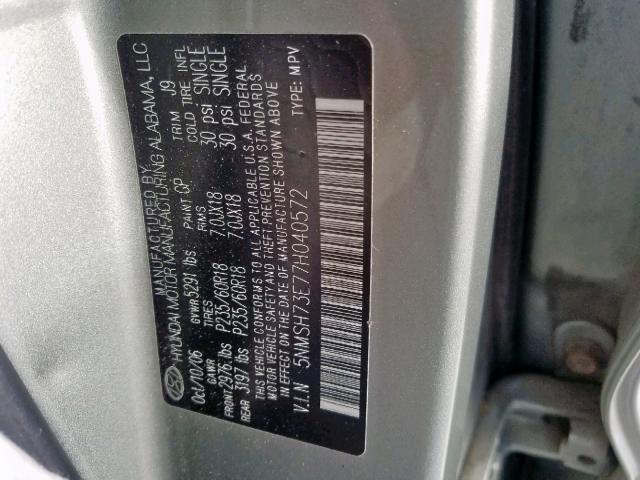 MANUFACTURED BY
HYUNDAI MOTOR MANUFACTURING ALABAMA, LLC
Oct/10/06 GVWR 5291 lbs PAINT GP TRIM J9
GAWR TIRES RMS COLD TIRE INFL
FRONT 2976 lbs P235/60R18 7.0JX18 30 psi SINGLE
REAR 3197 lbs P235/60R18 7.0JX18 30 psi SINGLE
THIS VEHICLE CONFORMS TO ALL APPLICABLE U.S.A. FEDERAL
MOTOR VEHICLE SAFETY AND THEFT PREVENTION STANDARDS
IN EFFECT ON THE DATE OF MANUFACTURE SHOWN ABOVE
V.I.N 5NMSH73E77H040572 TYPE: MPV